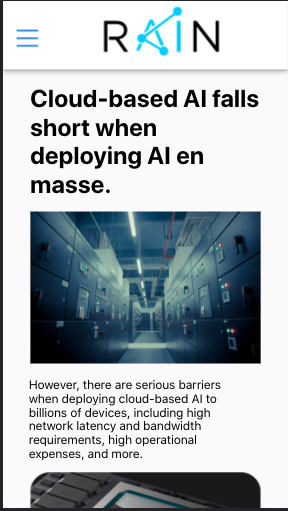 RAIN
Cloud-based AI falls
short when
deploying AI en
masse.
However, there are serious barriers
when deploying cloud-based AI to
billions of devices, including high
network latency and bandwidth
requirements, high operational
expenses, and more.